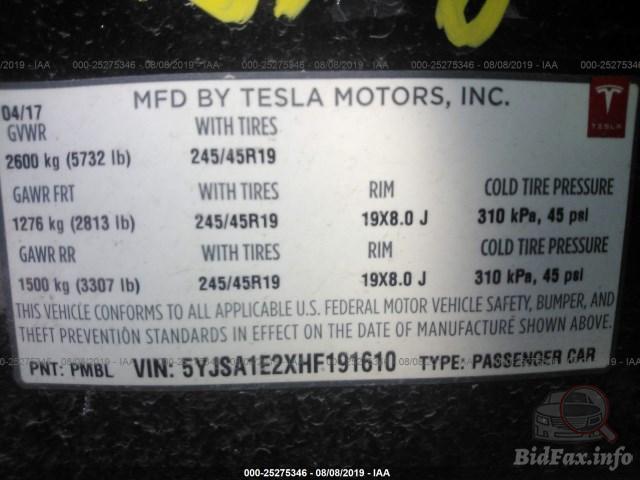 000-25275346 - 08/08/2019 - IAA
04/17
MFD BY TESLA MOTORS, INC.
TESLA
GVWR WITH TIRES
2600 kg (5732 lb) 245/45R19
GAWR FRT WITH TIRES RIM COLD TIRE PRESSURE
1276 kg (2813 lb) 245/45R19 19X8.0 J 310 kPa, 45 psi
GAWR RR WITH TIRES RIM COLD TIRE PRESSURE
1500 kg (3307 lb) 245/45R19 19X8.0 J 310 kPa, 45 psi
THIS VEHICLE CONFORMS TO ALL APPLICABLE U.S. FEDERAL MOTOR VEHICLE SAFETY, BUMPER, AND
THEFT PREVENTION STANDARDS IN EFFECT ON THE DATE OF MANUFACTURE SHOWN ABOVE.
PNT: PMBL VIN: 5YJSA1E2XHF191610 TYPE: PASSENGER CAR
BidFax.info
000-25275346 - 08/08/2019 - IAA